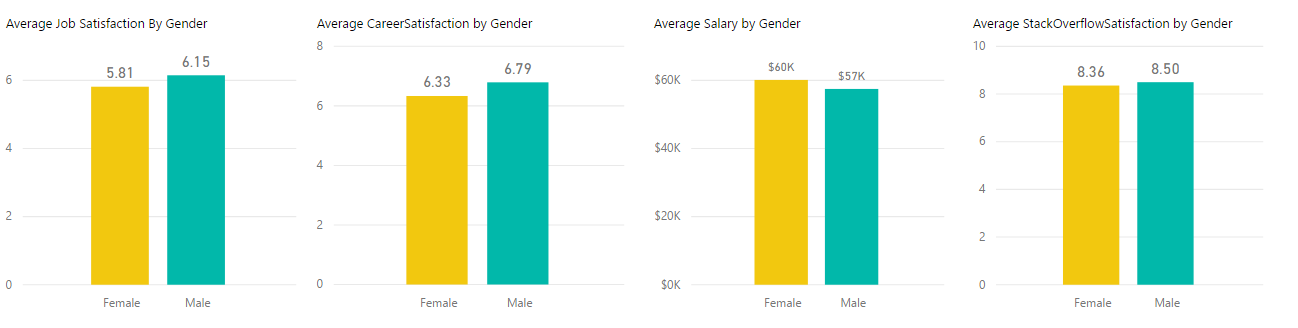 Average Job Satisfaction By Gender
6
4
2
0
5.81
6.15
Female
Male
Average CareerSatisfaction by Gender
8
6
4
2
0
6.33
6.79
Female
Male
Average Salary by Gender
$60K
$40K
$20K
$0K
$60K
$57K
Female
Male
Average StackOverflowSatisfaction by Gender
10
8
6
4
2
0
8.36
8.50
Female
Male